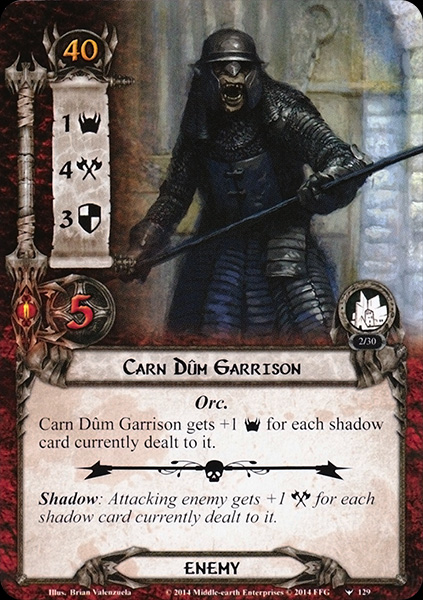 40
1
4
3
5
2/30
Carn Dûm Garrison
Orc.
Carn Dûm Garrison gets +1 for each shadow
card currently dealt to it.
Shadow: Attacking enemy gets +1 for each
shadow card currently dealt to it.
ENEMY
Illus. Brian Valenzuela © 2014 Middle-earth Enterprises © 2014 FFG 129